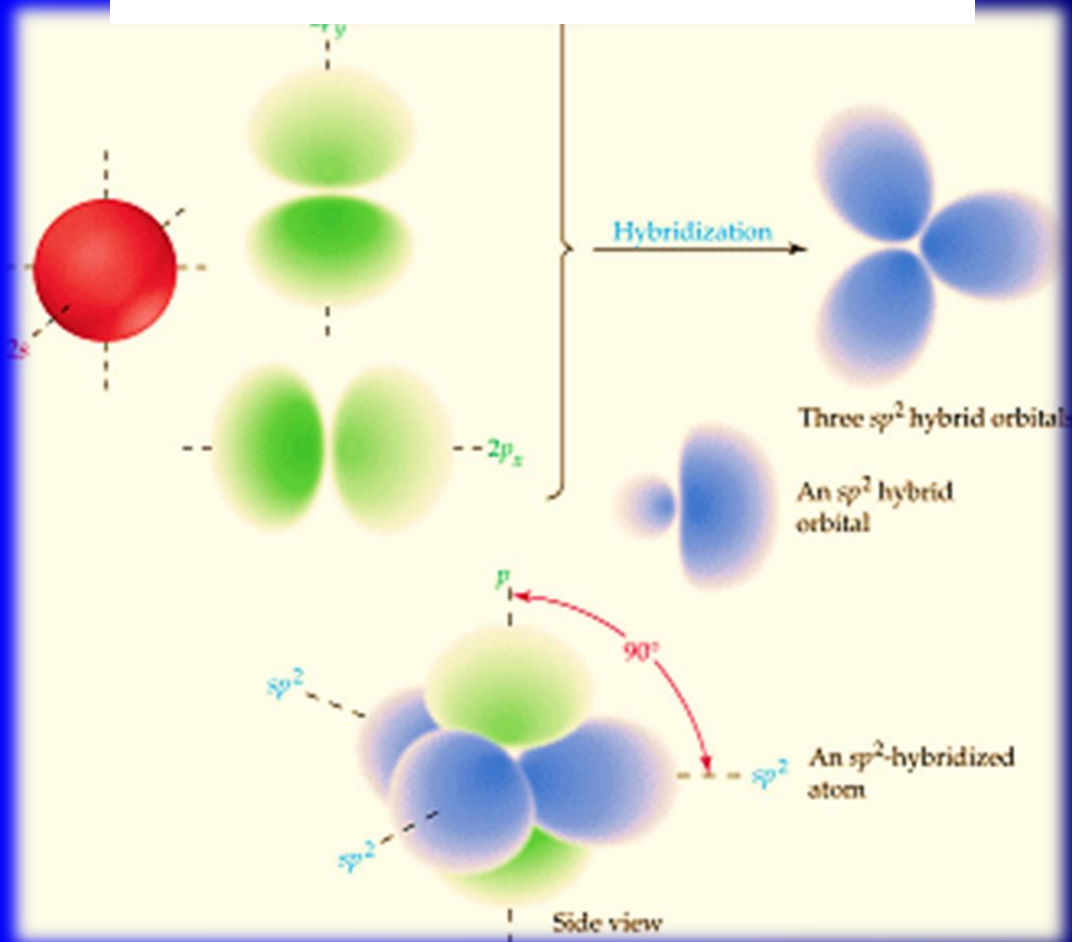 2s
2pₓ
Hybridization
Three sp² hybrid orbitals
An sp² hybrid
orbital
p
90°
sp²
sp²
An sp²-hybridized
atom
sp²
Side view